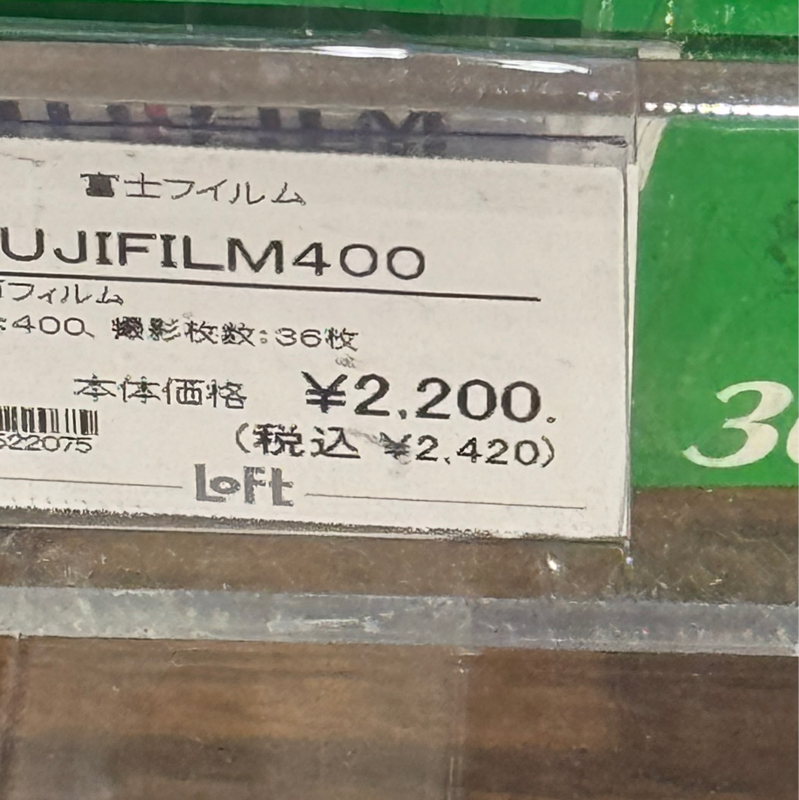 富士フイルム
UJIFILM400
フィルム
:400、撮影枚数:36枚
本体価格 ¥2,200.
522075
(税込 ¥2,420)
LOFT